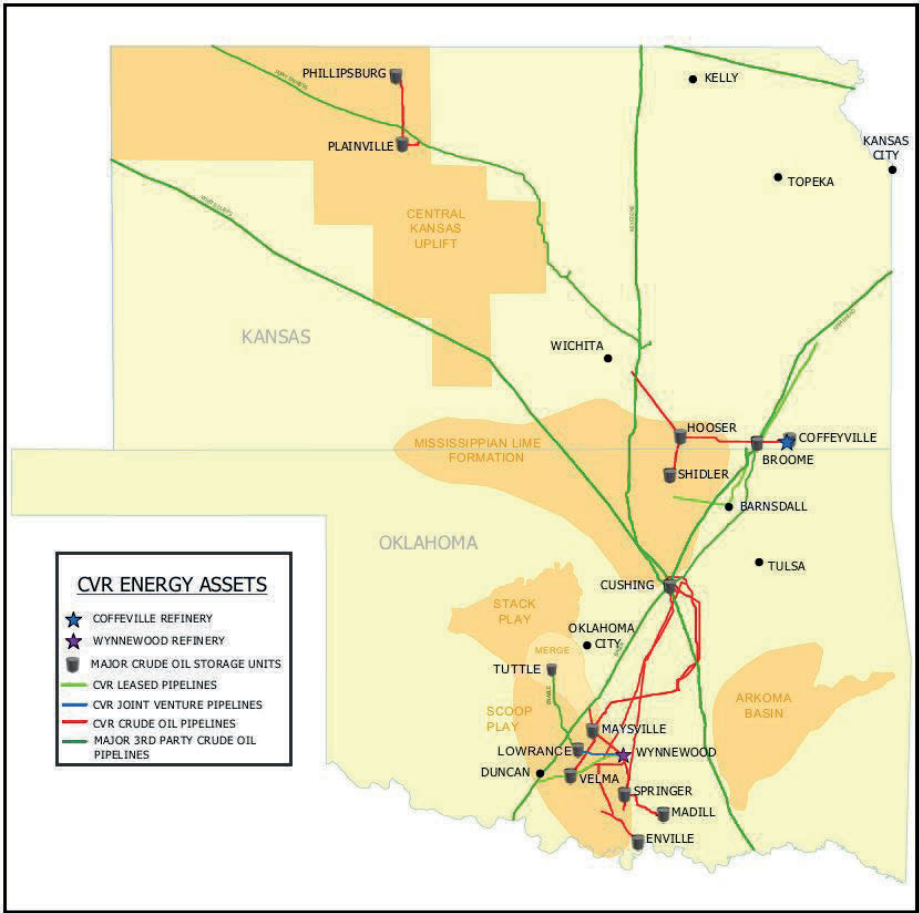 PHILLIPSBURG
KELLY
KANSAS
CITY
PLAINVILLE
TOPEKA
CENTRAL
KANSAS
UPLIFT
KANSAS
WICHITA
HOOSER
COFFEYVILLE
MISSISSIPPIAN LIME
FORMATION
BROOME
SHIDLER
BARNSDALL
OKLAHOMA
TULSA
CUSHING
STACK
PLAY
OKLAHOMA
CITY
MERGE
TUTTLE
ARKOMA
BASIN
SCOOP
PLAY
MAYSVILLE
LOWRANCE
WYNNEWOOD
DUNCAN
VELMA
SPRINGER
MADILL
ENVILLE
CVR ENERGY ASSETS
COFFEVILLE REFINERY
WYNNEWOOD REFINERY
MAJOR CRUDE OIL STORAGE UNITS
CVR LEASED PIPELINES
CVR JOINT VENTURE PIPELINES
CVR CRUDE OIL PIPELINES
MAJOR 3RD PARTY CRUDE OIL
PIPELINES